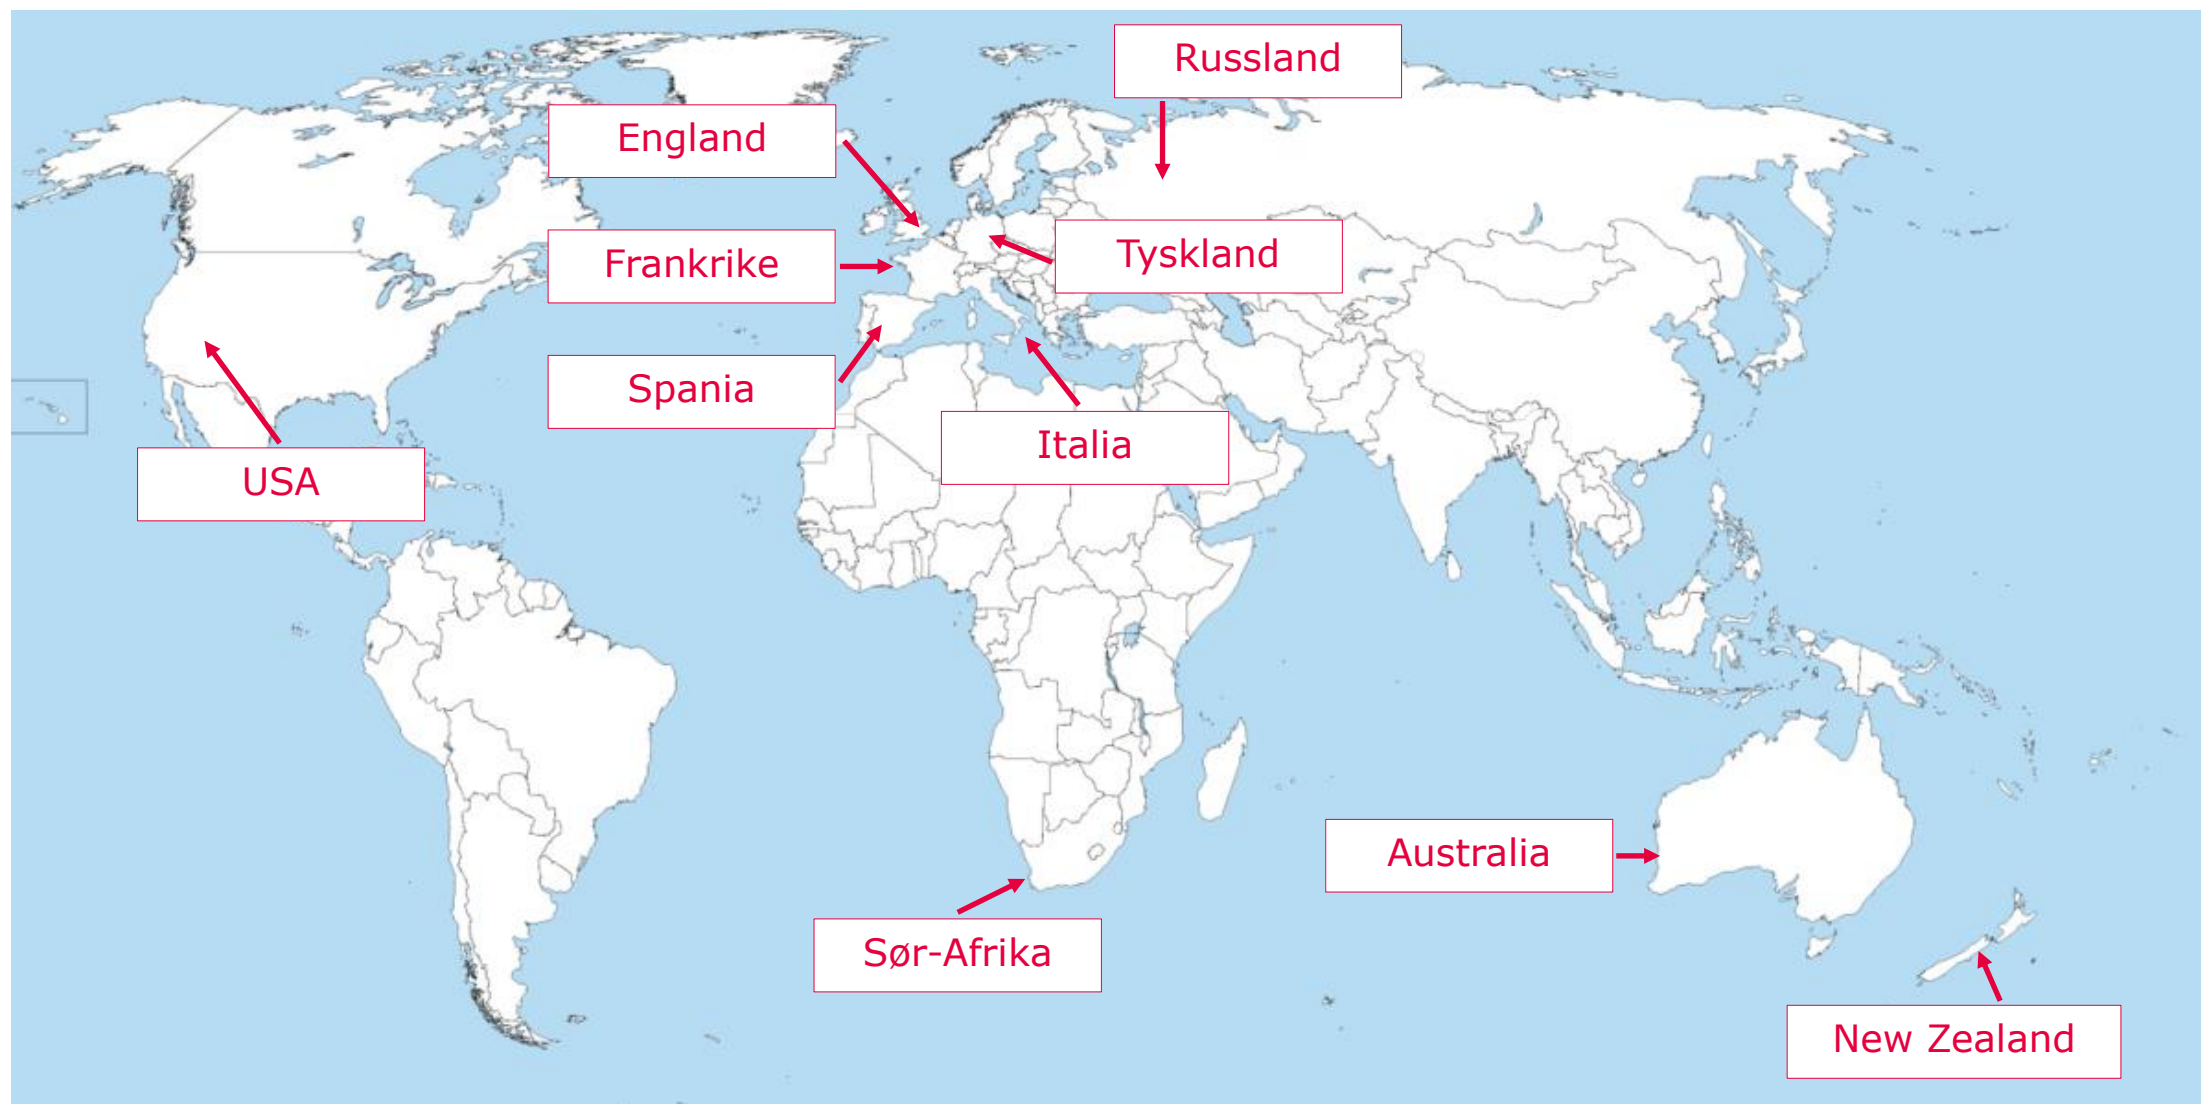 Russland
England
Tyskland
Frankrike
Spania
Italia
USA
Australia
Sør-Afrika
New Zealand